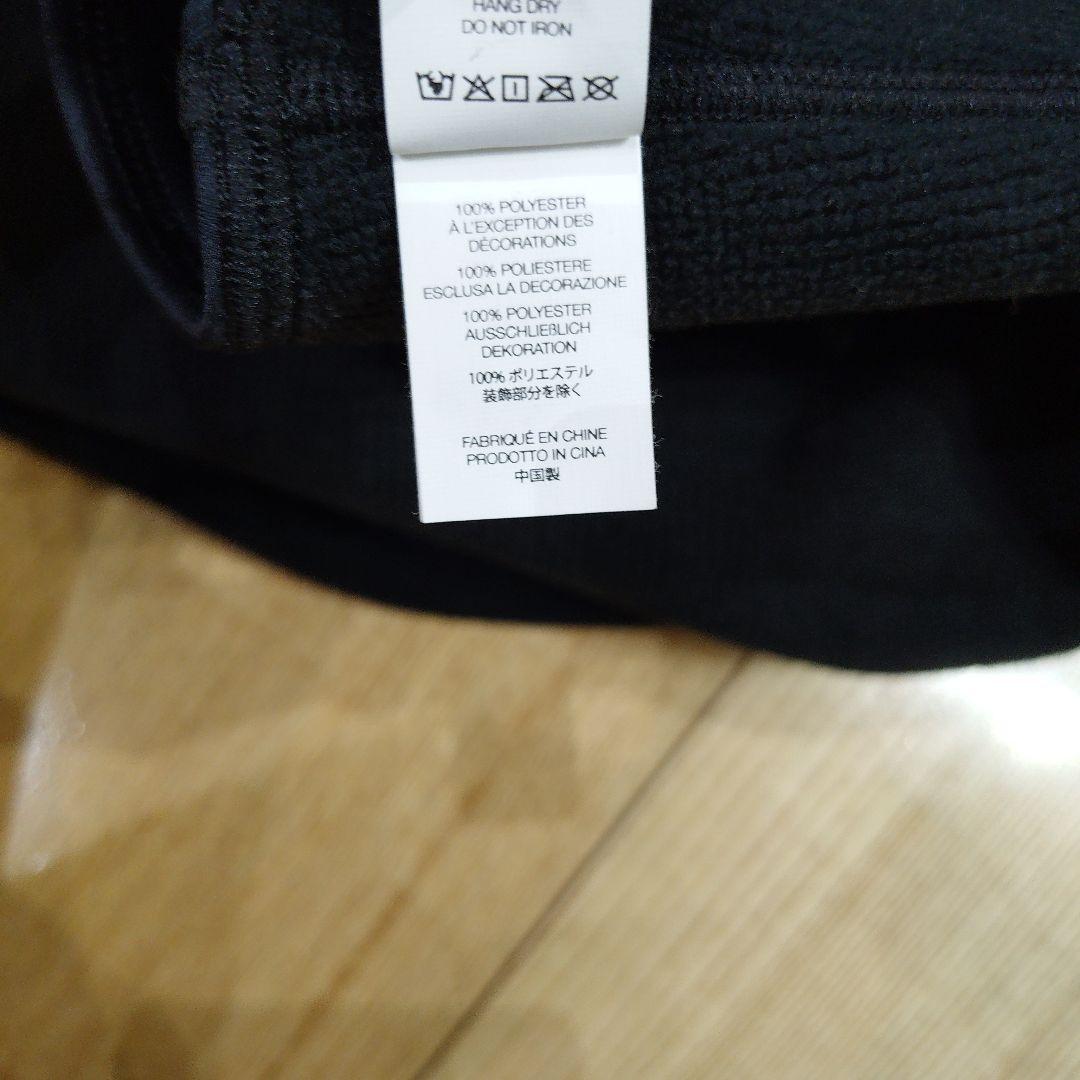 HANG DRY
DO NOT IRON
100% POLYESTER
À L'EXCEPTION DES
DÉCORATIONS
100% POLIESTERE
ESCLUSA LA DECORAZIONE
100% POLYESTER
AUSSCHLIEßLICH
DEKORATION
100% ポリエステル
装飾部分を除く
FABRIQUÉ EN CHINE
PRODOTTO IN CINA
中国製